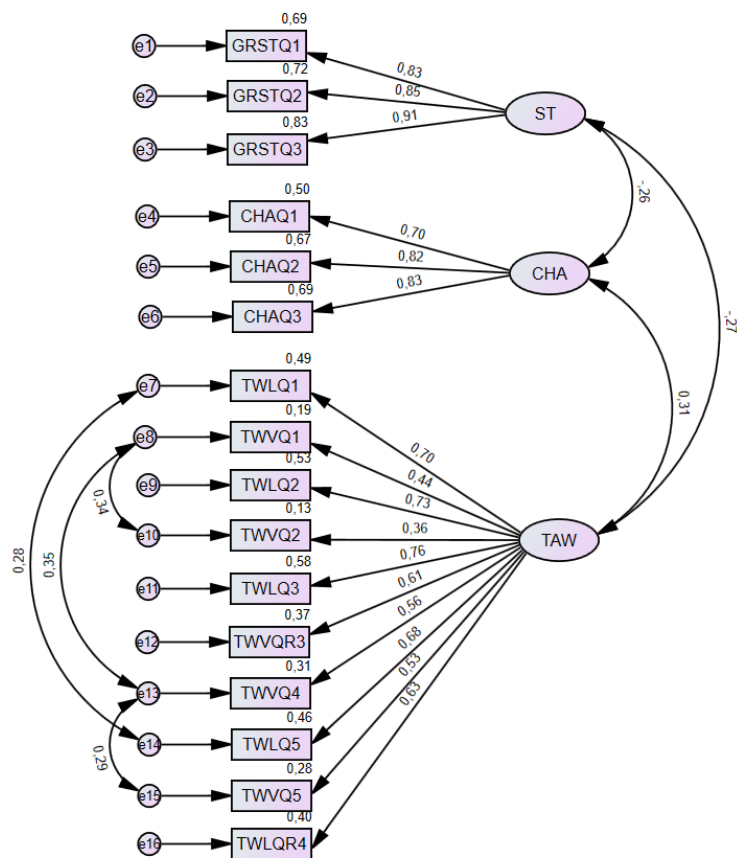 0,69
e1 GRSTQ1
0,83
0,72
e2 GRSTQ2
0,85
ST
0,83
e3 GRSTQ3
0,91
-,26
0,50
e4 CHAQ1
0,70
0,67
e5 CHAQ2
0,82
CHA
0,69
e6 CHAQ3
0,83
-,27
0,31
0,49
e7 TWLQ1
0,70
0,19
e8 TWVQ1
0,44
0,53
e9 TWLQ2
0,73
0,34
0,13
e10 TWVQ2
0,36
TAW
0,28
0,35
0,58
e11 TWLQ3
0,76
0,37
e12 TWVQR3
0,61
0,31
e13 TWVQ4
0,56
0,46
e14 TWLQ5
0,68
0,29
0,28
e15 TWVQ5
0,53
0,40
e16 TWLQR4
0,63